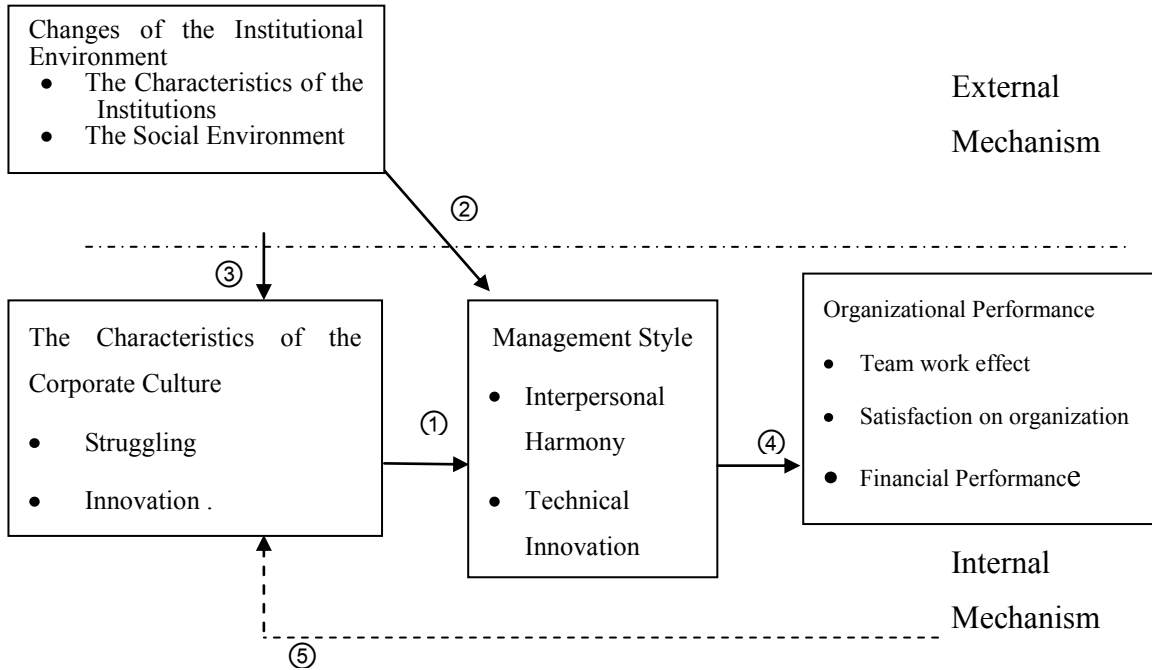 Changes of the Institutional
Environment
● The Characteristics of the
Institutions
● The Social Environment
External
Mechanism
②
③
The Characteristics of the
Corporate Culture
● Struggling
● Innovation .
①
Management Style
● Interpersonal
Harmony
● Technical
Innovation
④
Organizational Performance
● Team work effect
● Satisfaction on organization
● Financial Performance
Internal
Mechanism
⑤